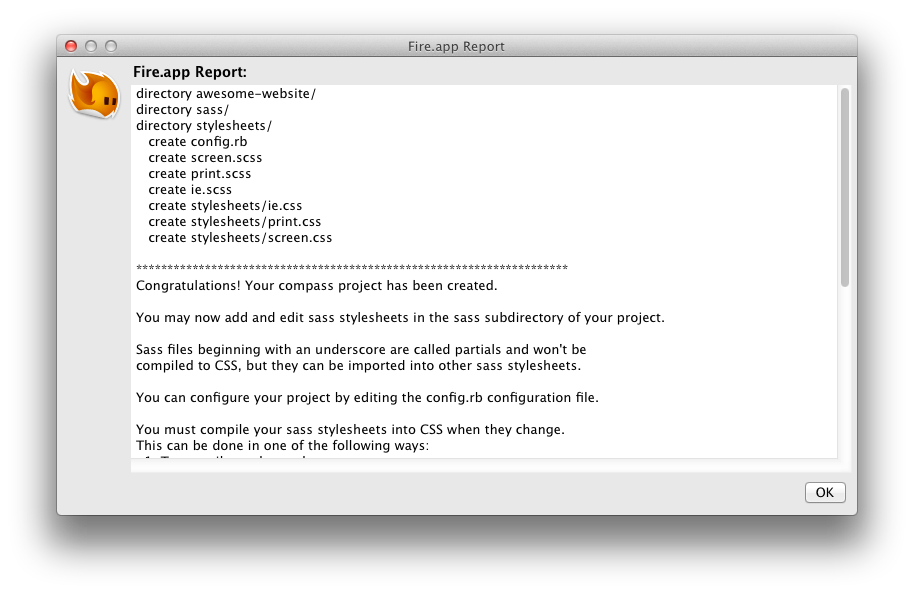 Fire.app Report
Fire.app Report:
directory awesome-website/
directory sass/
directory stylesheets/
create config.rb
create screen.scss
create print.scss
create ie.scss
create stylesheets/ie.css
create stylesheets/print.css
create stylesheets/screen.css
*********************************************************************
Congratulations! Your compass project has been created.
You may now add and edit sass stylesheets in the sass subdirectory of your project.
Sass files beginning with an underscore are called partials and won't be
compiled to CSS, but they can be imported into other sass stylesheets.
You can configure your project by editing the config.rb configuration file.
You must compile your sass stylesheets into CSS when they change.
This can be done in one of the following ways:
OK